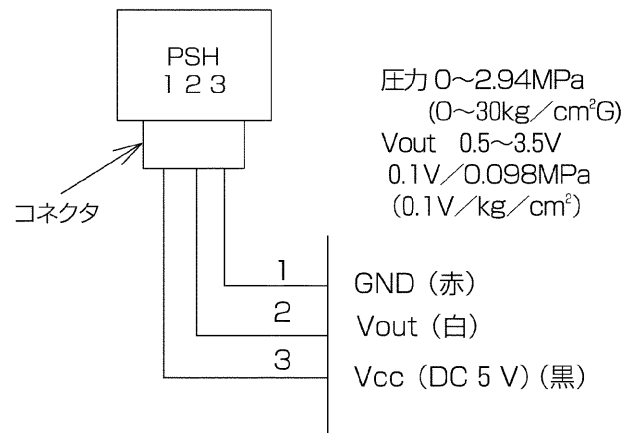 PSH
1 2 3
コネクタ
圧力 0～2.94MPa
(0～30kg／cm²G)
Vout 0.5～3.5V
0.1V／0.098MPa
(0.1V／kg／cm²)
1 GND（赤）
2 Vout（白）
3 Vcc（DC 5 V）（黒）